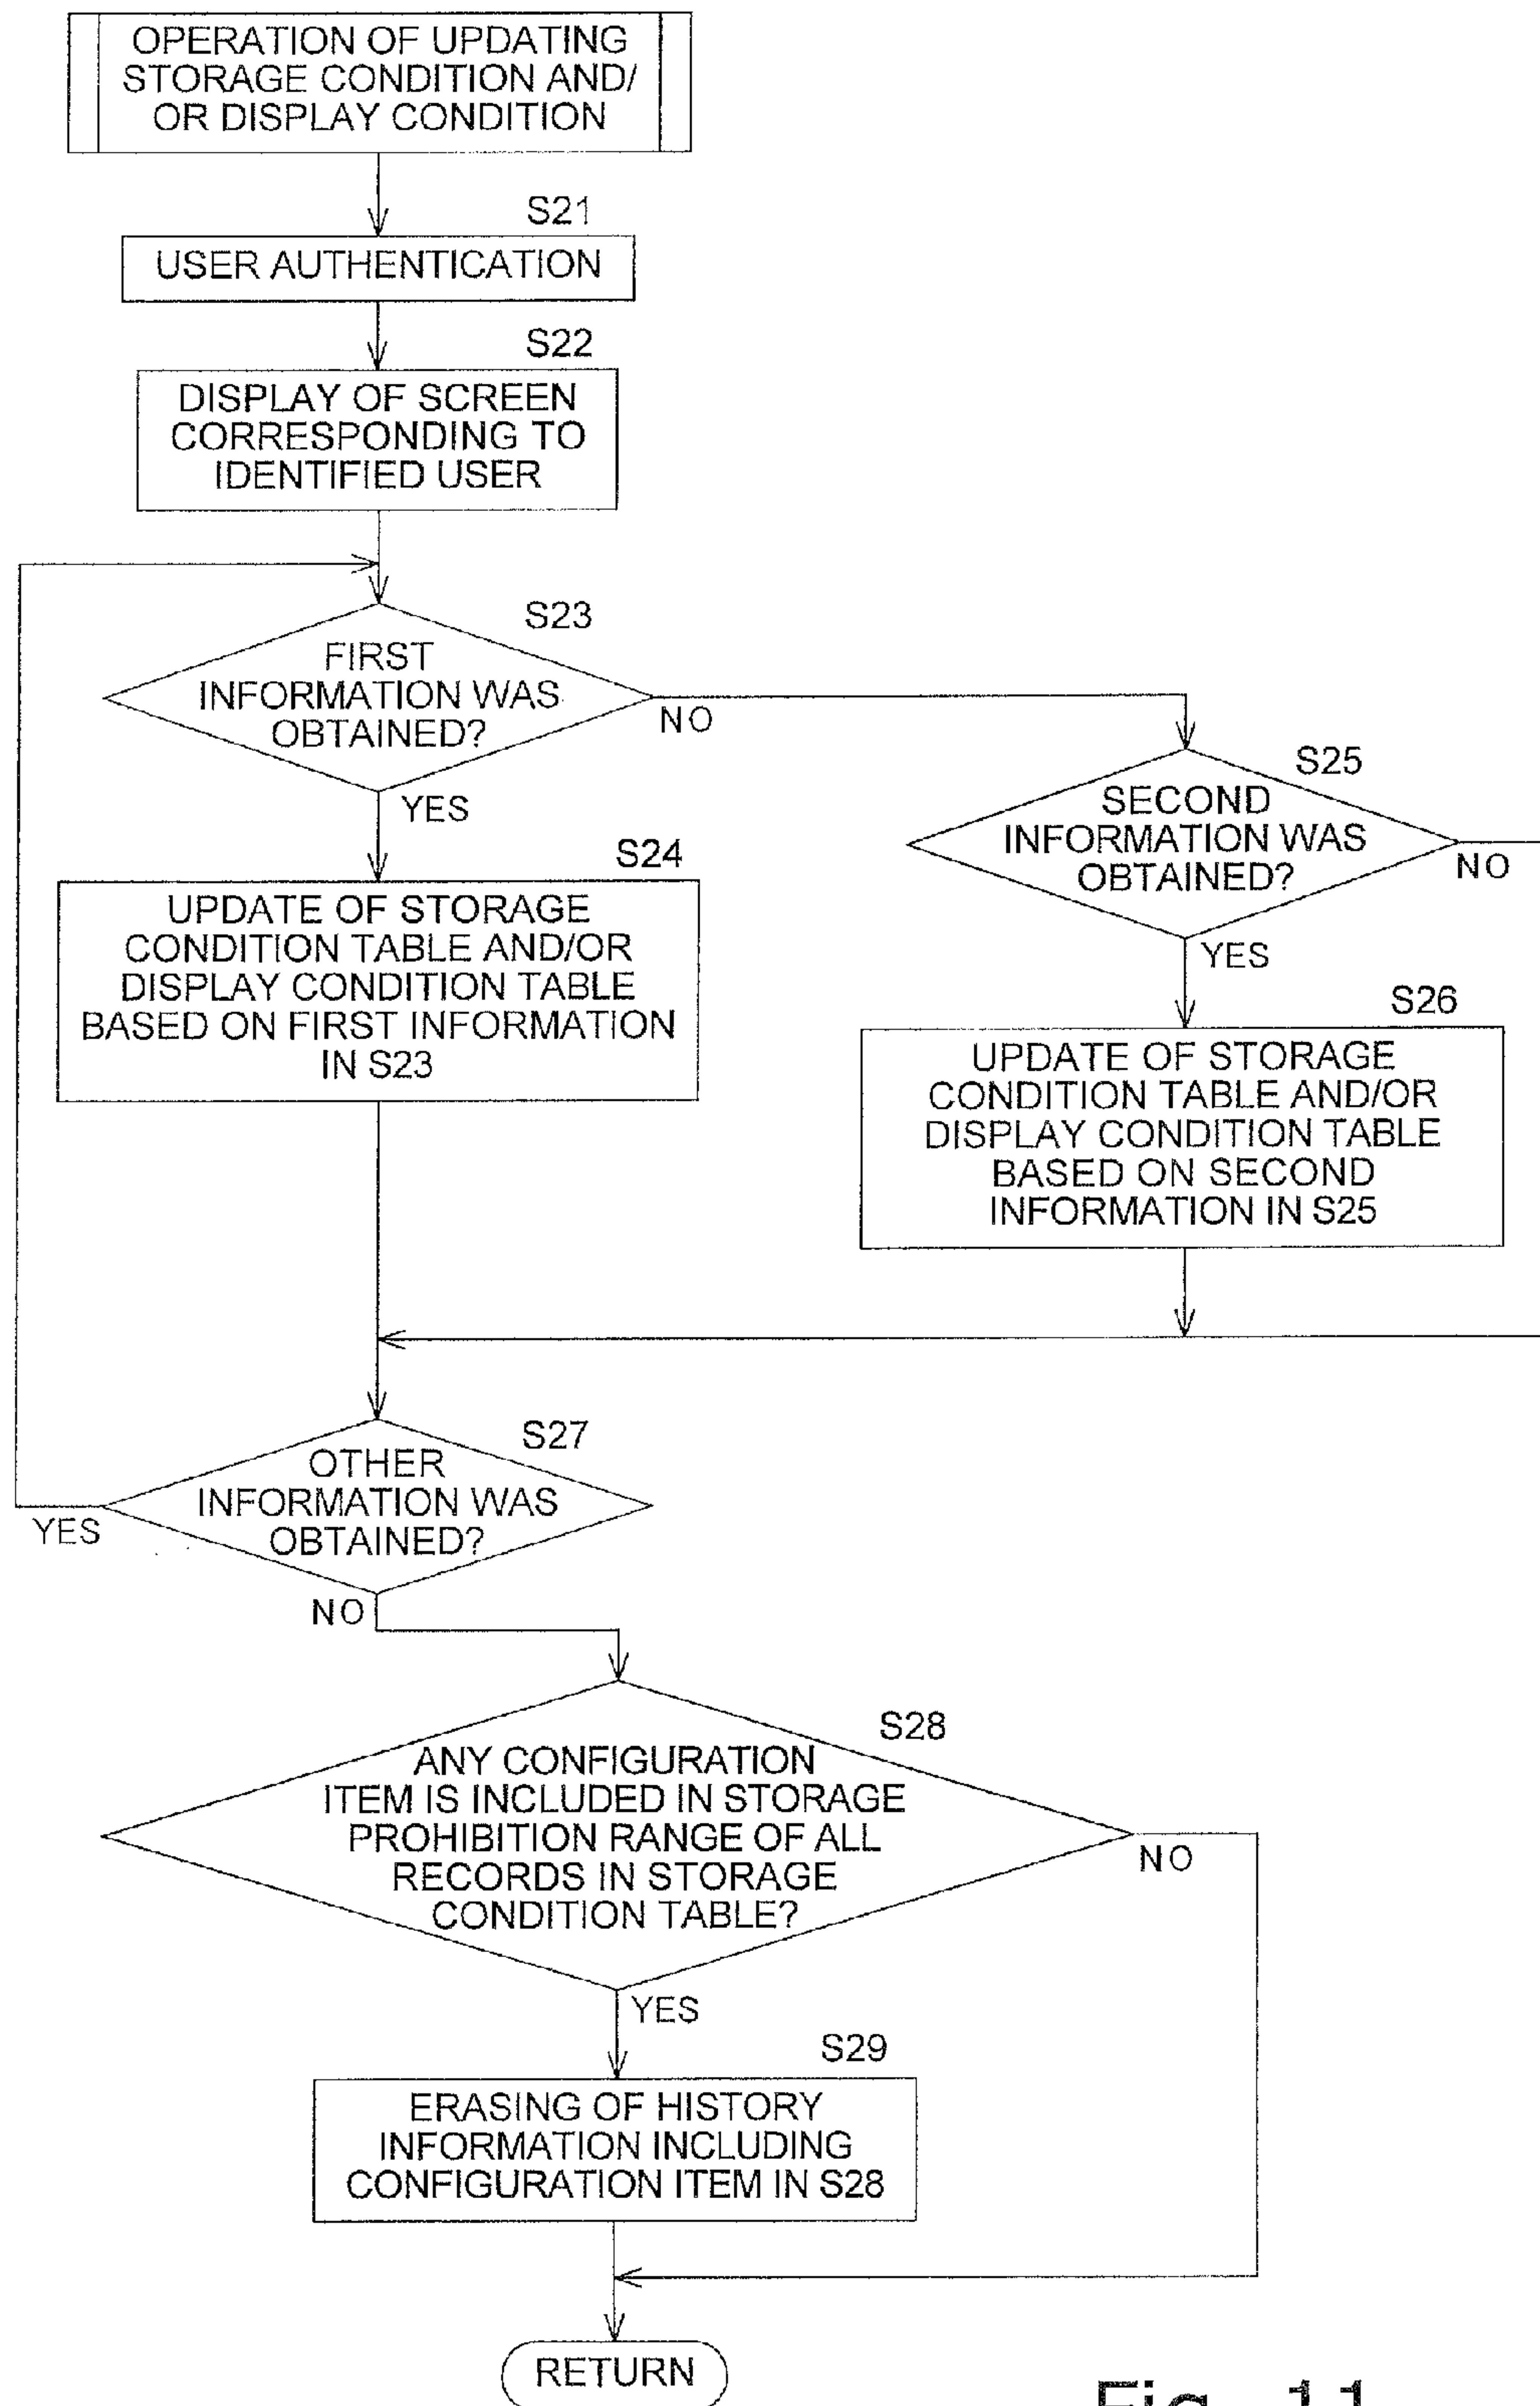 OPERATION OF UPDATING
STORAGE CONDITION AND/
OR DISPLAY CONDITION
S21
USER AUTHENTICATION
S22
DISPLAY OF SCREEN
CORRESPONDING TO
IDENTIFIED USER
S23
FIRST
INFORMATION WAS
OBTAINED?
NO
YES
S25
SECOND
INFORMATION WAS
OBTAINED?
NO
YES
S24
UPDATE OF STORAGE
CONDITION TABLE AND/OR
DISPLAY CONDITION TABLE
BASED ON FIRST INFORMATION
IN S23
S26
UPDATE OF STORAGE
CONDITION TABLE AND/OR
DISPLAY CONDITION TABLE
BASED ON SECOND
INFORMATION IN S25
S27
OTHER
INFORMATION WAS
OBTAINED?
YES
NO
S28
ANY CONFIGURATION
ITEM IS INCLUDED IN STORAGE
PROHIBITION RANGE OF ALL
RECORDS IN STORAGE
CONDITION TABLE?
NO
YES
S29
ERASING OF HISTORY
INFORMATION INCLUDING
CONFIGURATION ITEM IN S28
RETURN
Fig. 11